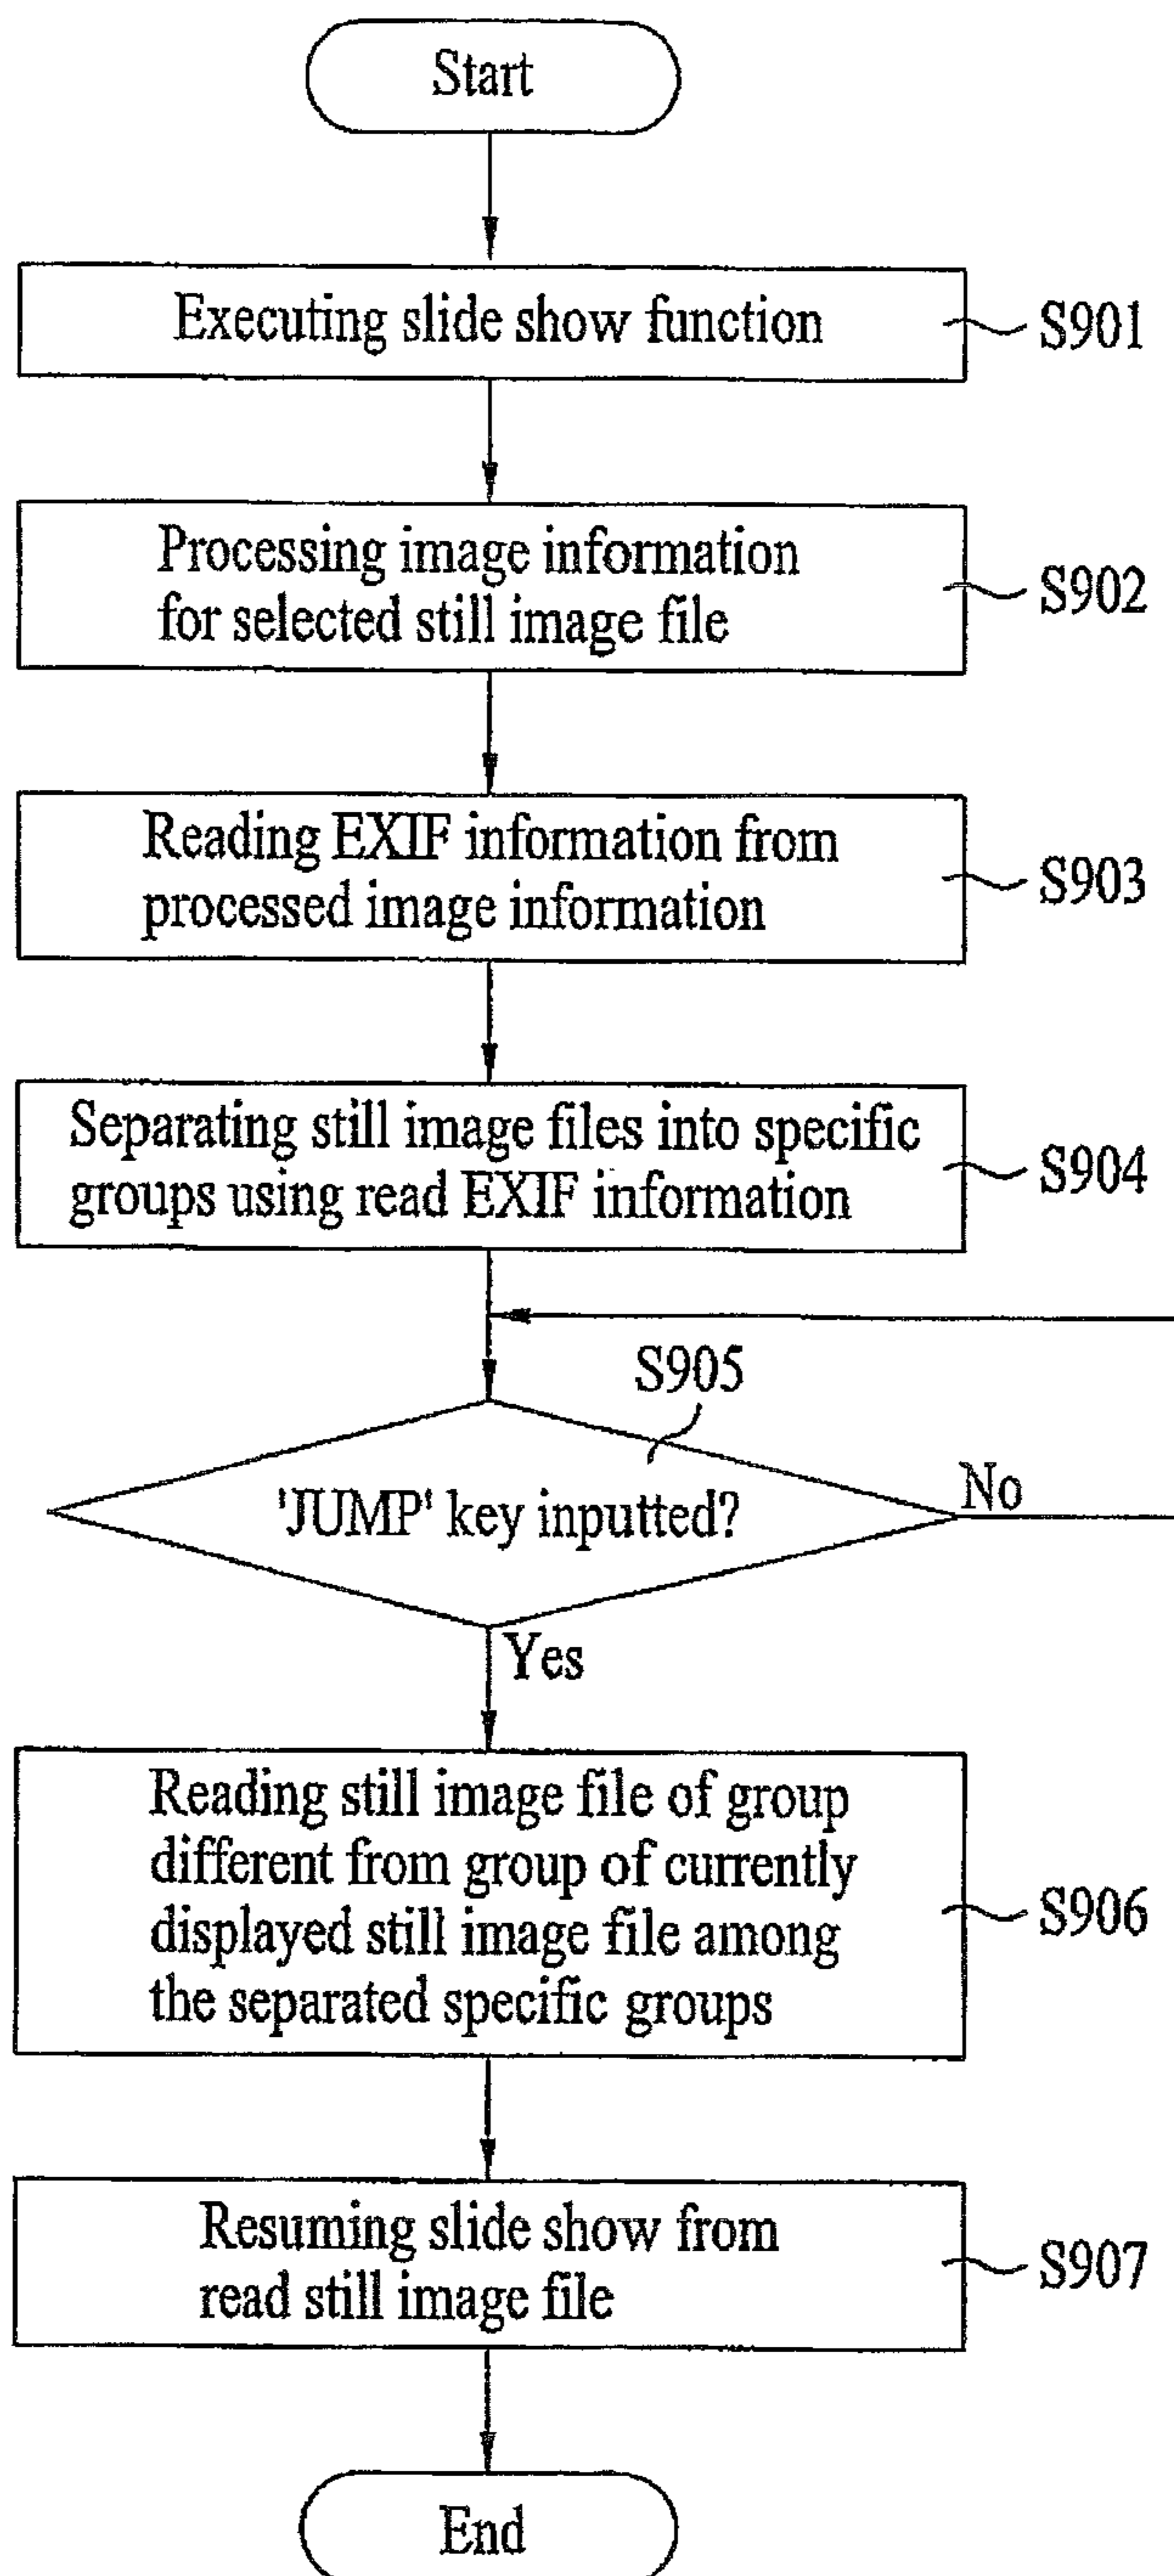 Start
Executing slide show function
S901
Processing image information
for selected still image file
S902
Reading EXIF information from
processed image information
S903
Separating still image files into specific
groups using read EXIF information
S904
S905
'JUMP' key inputted?
No
Yes
Reading still image file of group
different from group of currently
displayed still image file among
the separated specific groups
S906
Resuming slide show from
read still image file
S907
End